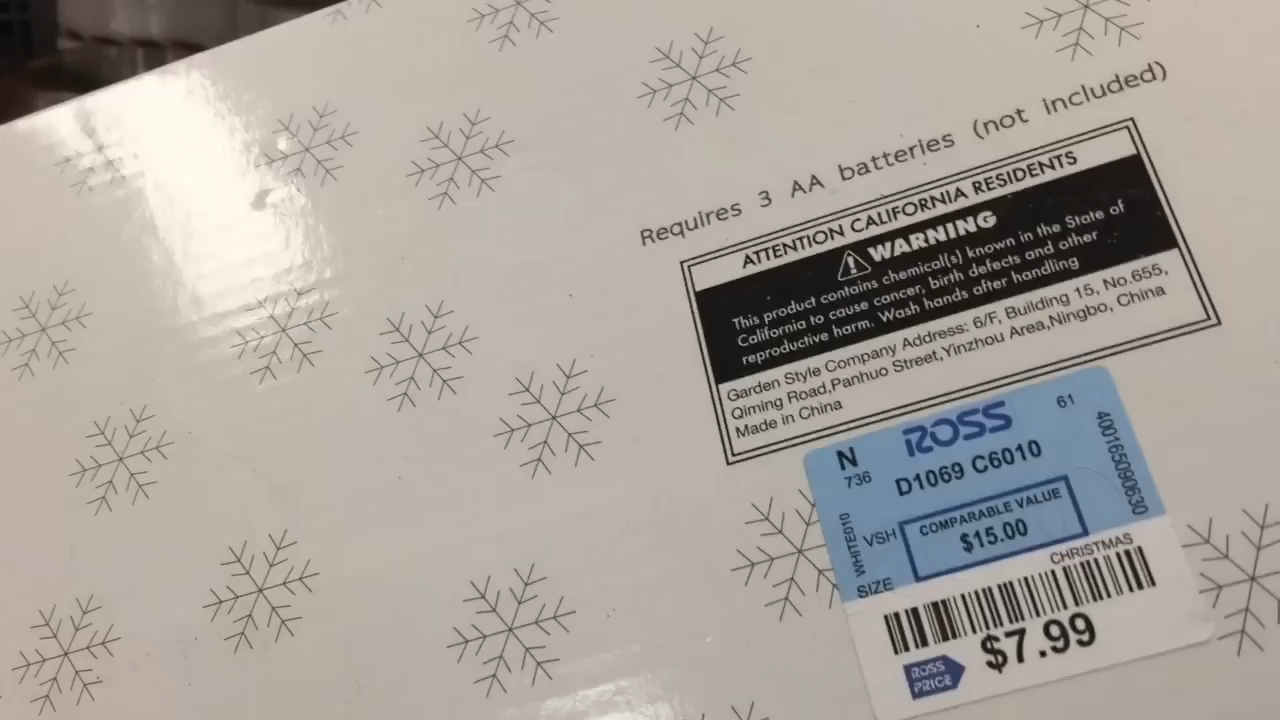 Requires 3 AA batteries (not included)
ATTENTION CALIFORNIA RESIDENTS
WARNING
This product contains chemical(s) known in the State of
California to cause cancer, birth defects and other
reproductive harm. Wash hands after handling
Garden Style Company Address: 6/F, Building 15, No.655,
Qiming Road,Panhuo Street,Yinzhou Area,Ningbo, China
Made in China
ROSS
61
N
736
D1069 C6010
400165090630
WHITE010
VSH
COMPARABLE VALUE
$15.00
SIZE
CHRISTMAS
$7.99
ROSS
PRICE